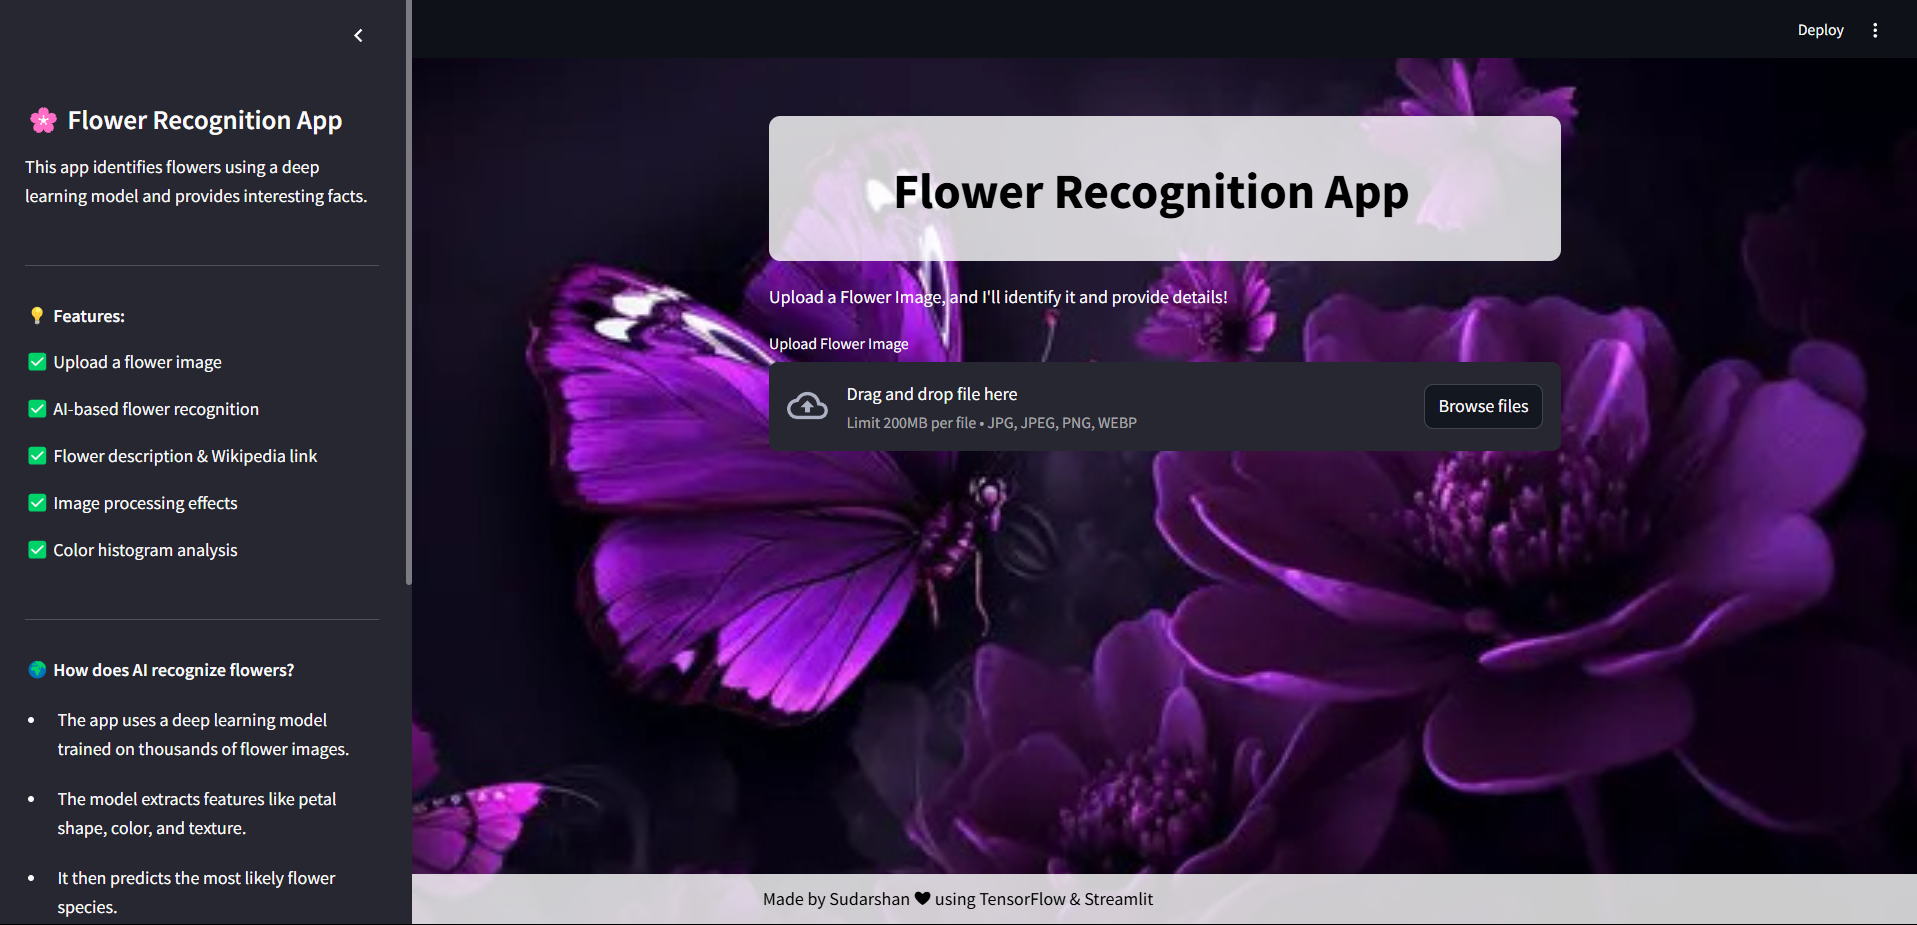 Deploy
Flower Recognition App
This app identifies flowers using a deep
learning model and provides interesting facts.
Features:
Upload a flower image
AI-based flower recognition
Flower description & Wikipedia link
Image processing effects
Color histogram analysis
How does AI recognize flowers?
• The app uses a deep learning model
trained on thousands of flower images.
• The model extracts features like petal
shape, color, and texture.
• It then predicts the most likely flower
species.
Flower Recognition App
Upload a Flower Image, and I'll identify it and provide details!
Upload Flower Image
Drag and drop file here
Limit 200MB per file • JPG, JPEG, PNG, WEBP
Browse files
Made by Sudarshan 🖤 using TensorFlow & Streamlit